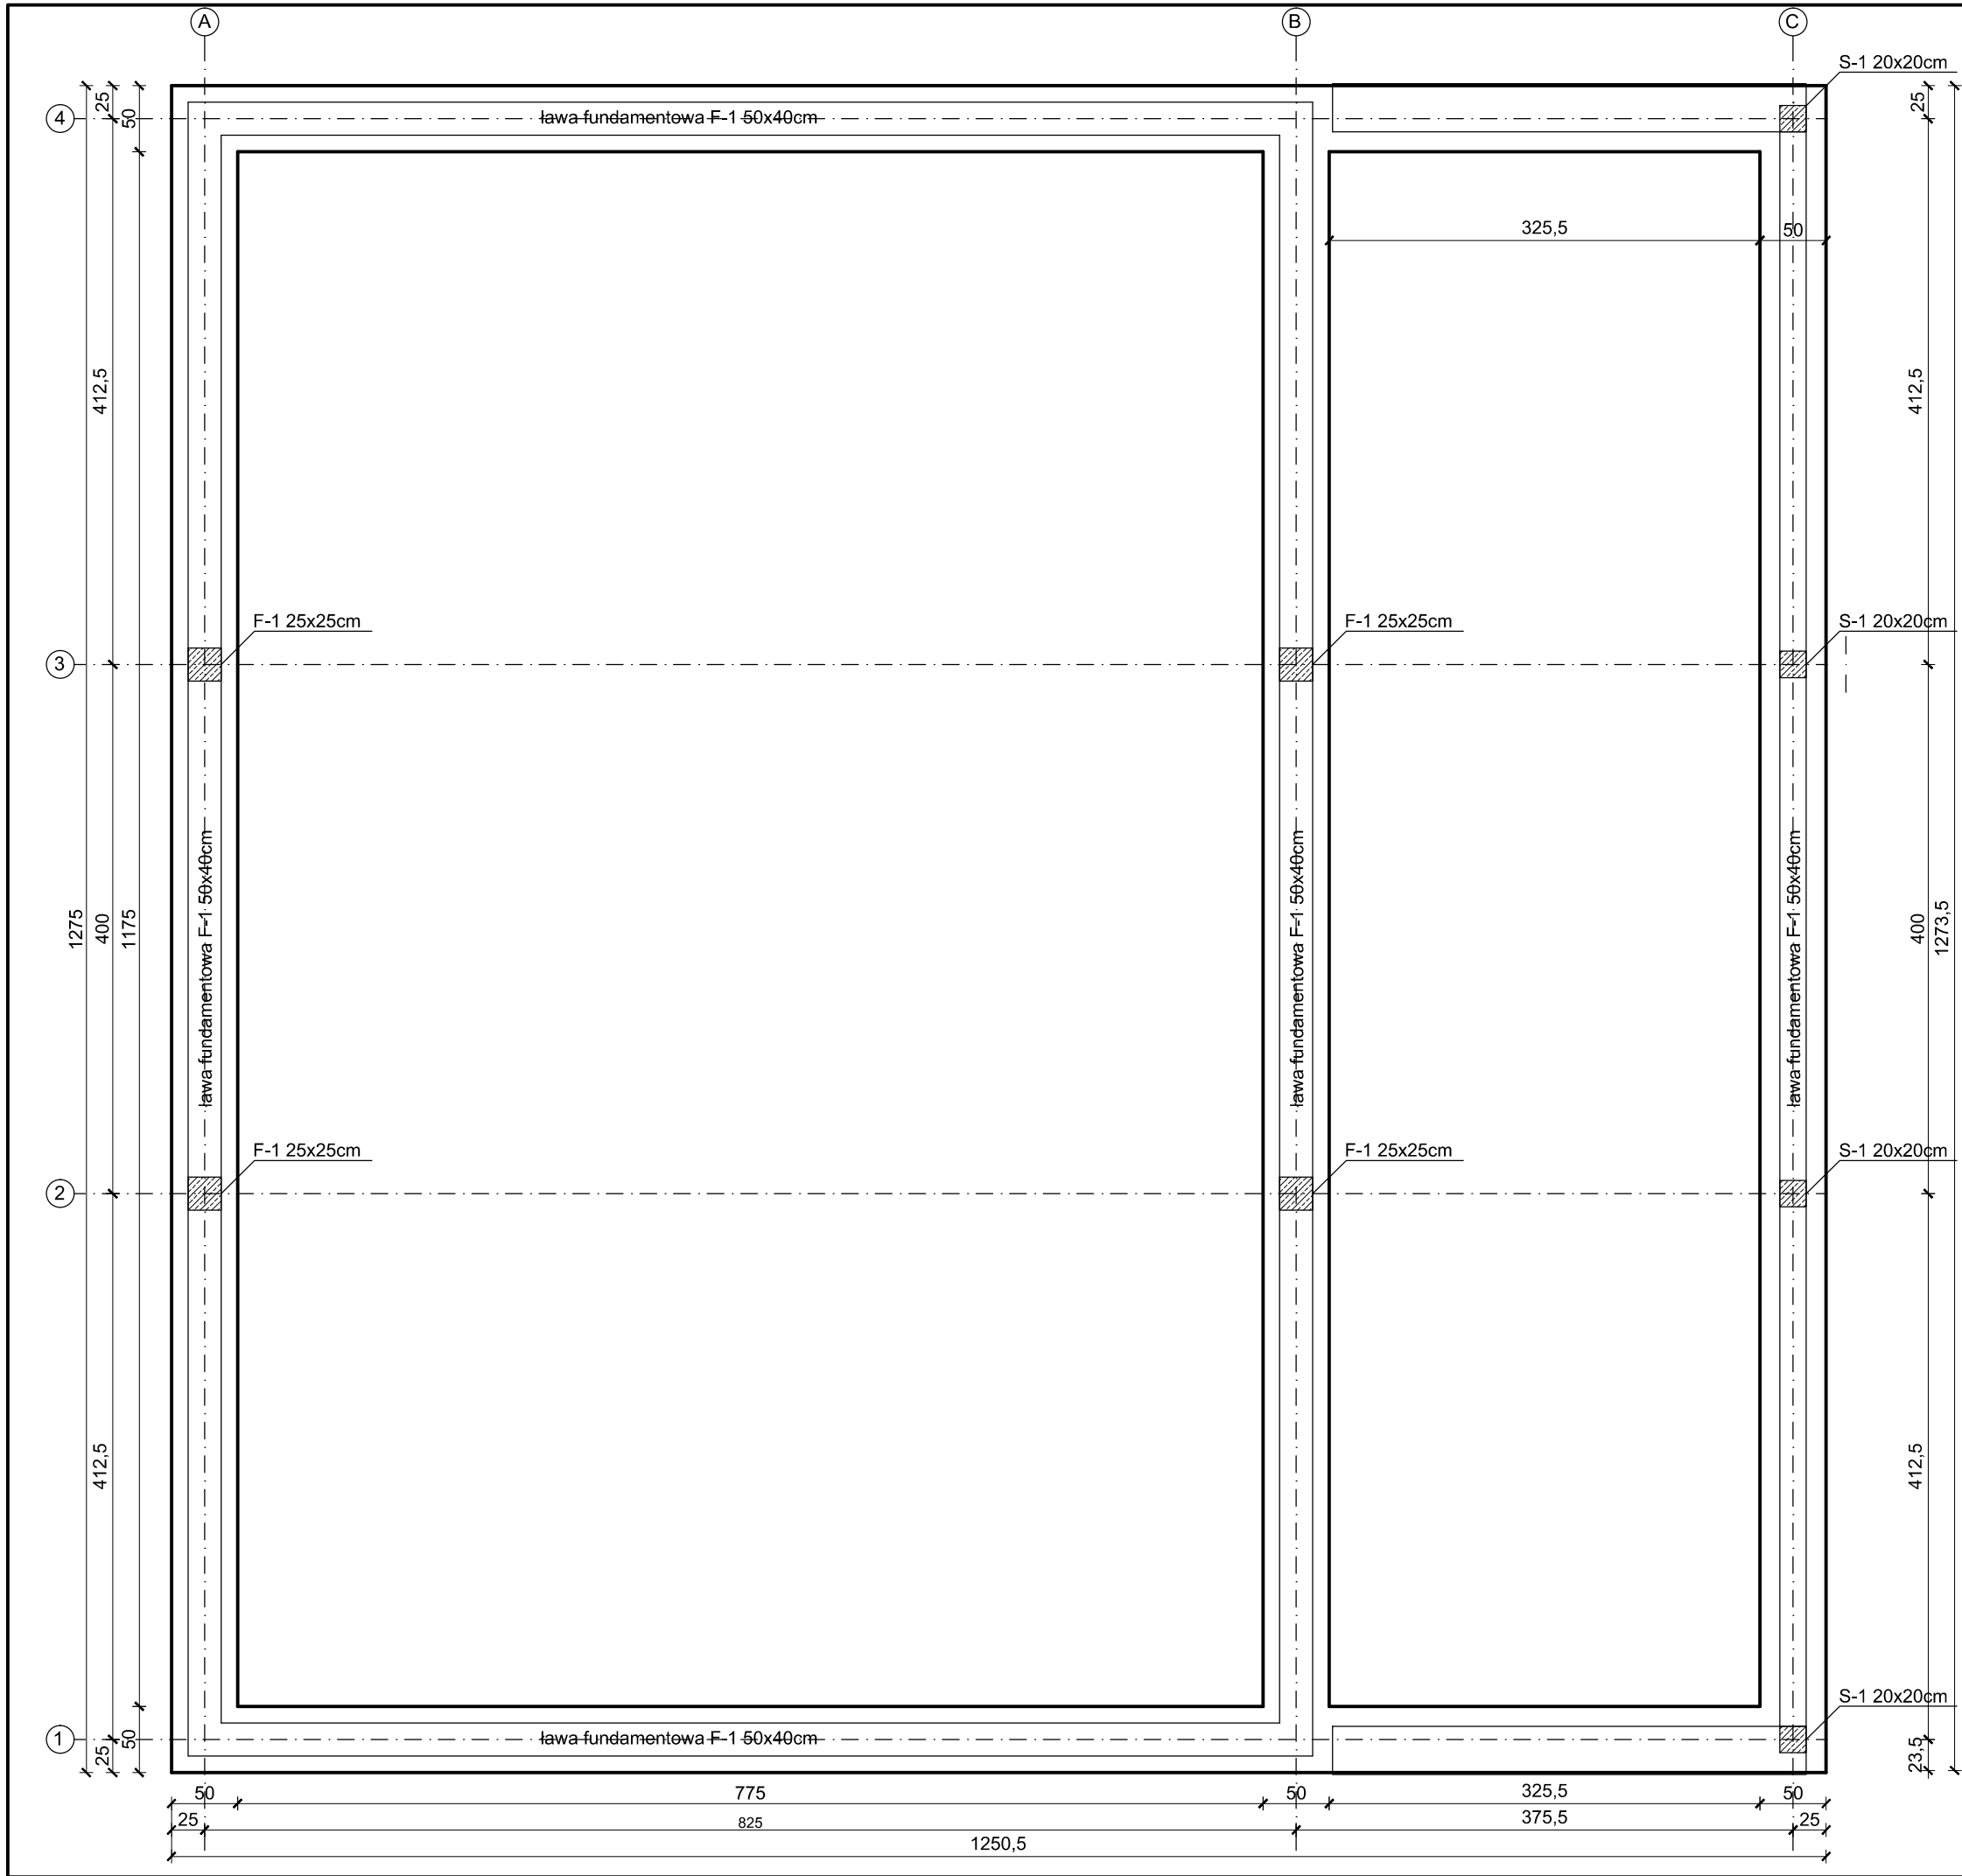 A
B
C
S-1 20x20cm
4
25
50
ława fundamentowa F-1 50x40cm
25
325,5
50
412,5
412,5
F-1 25x25cm
F-1 25x25cm
S-1 20x20cm
3
1275
400
1175
ława fundamentowa F-1 50x40cm
ława fundamentowa F-1 50x40cm
ława fundamentowa F-1 50x40cm
400
1273,5
F-1 25x25cm
F-1 25x25cm
S-1 20x20cm
2
412,5
412,5
S-1 20x20cm
1
25
50
ława fundamentowa F-1 50x40cm
23,5
50
775
50
325,5
50
25
825
375,5
25
1250,5